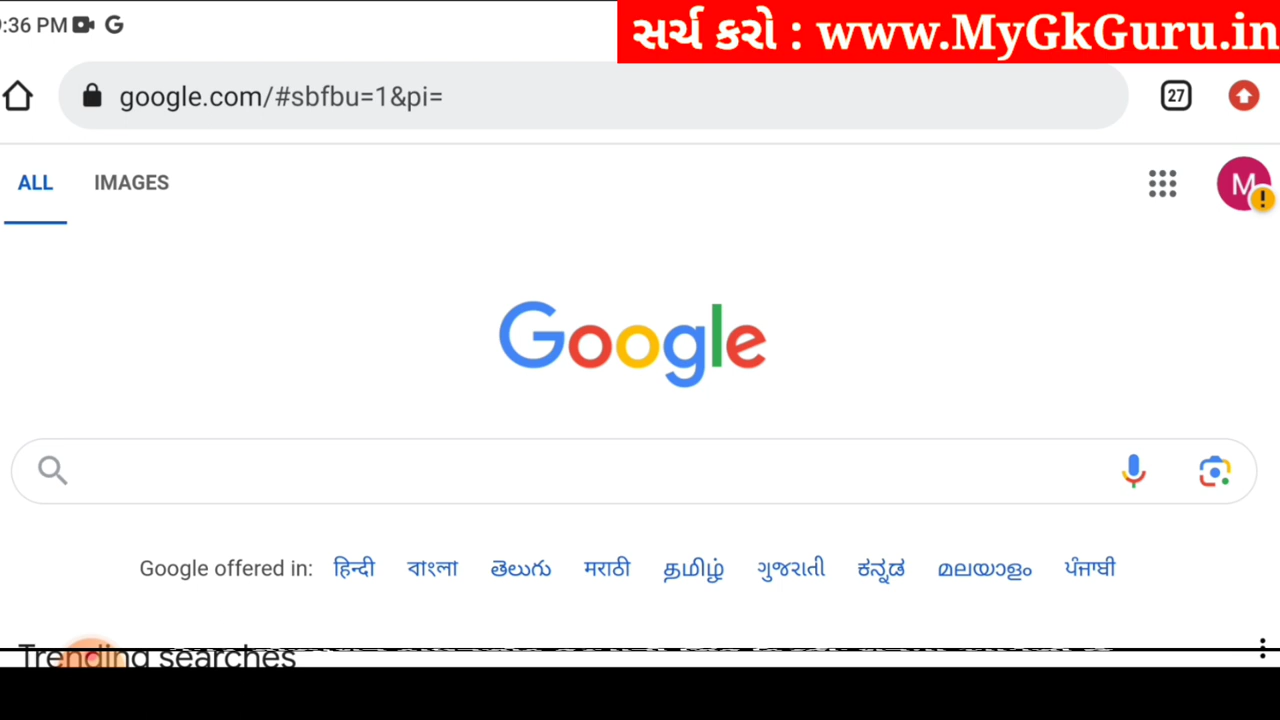 :36 PM
સર્ચ કરો : www.MyGkGuru.in
google.com/#sbfbu=1&pi=
27
ALL IMAGES
M
!
Google
Google offered in: हिन्दी বাংলা తెలుగు मराठी தமிழ் ગુજરાતી ಕನ್ನಡ മലയാളം ਪੰਜਾਬੀ
Trending searches